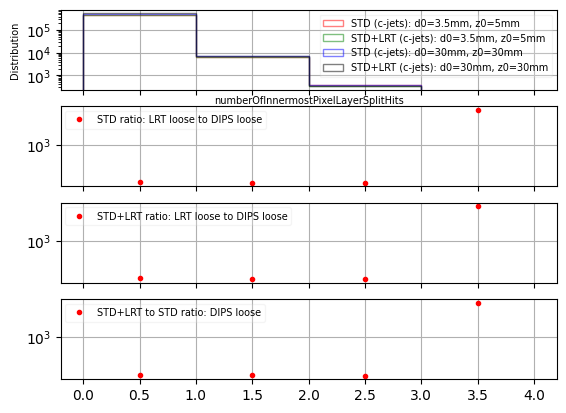 Distribution
10^5
10^4
10^3
STD (c-jets): d0=3.5mm, z0=5mm
STD+LRT (c-jets): d0=3.5mm, z0=5mm
STD (c-jets): d0=30mm, z0=30mm
STD+LRT (c-jets): d0=30mm, z0=30mm
numberOfInnermostPixelLayerSplitHits
10^3
STD ratio: LRT loose to DIPS loose
10^3
STD+LRT ratio: LRT loose to DIPS loose
10^3
STD+LRT to STD ratio: DIPS loose
0.0 0.5 1.0 1.5 2.0 2.5 3.0 3.5 4.0